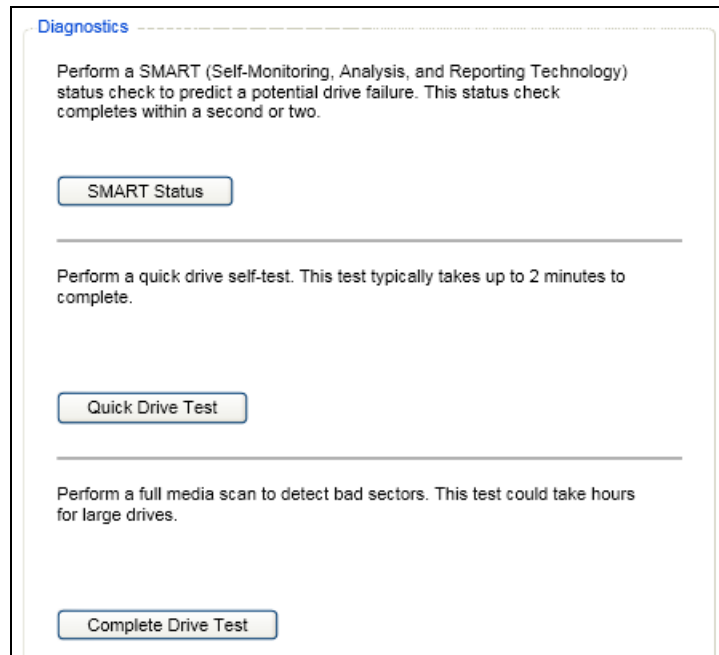 Diagnostics
Perform a SMART (Self-Monitoring, Analysis, and Reporting Technology)
status check to predict a potential drive failure. This status check
completes within a second or two.
SMART Status
Perform a quick drive self-test. This test typically takes up to 2 minutes to
complete.
Quick Drive Test
Perform a full media scan to detect bad sectors. This test could take hours
for large drives.
Complete Drive Test